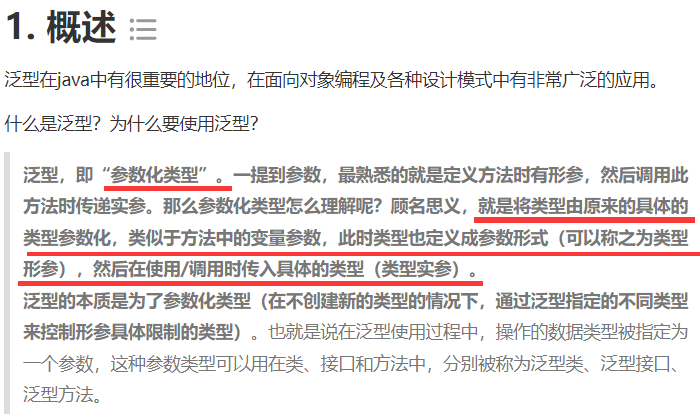 1. 概述
泛型在java中有很重要的地位，在面向对象编程及各种设计模式中有非常广泛的应用。
什么是泛型？为什么要使用泛型？
泛型，即“参数化类型”。一提到参数，最熟悉的就是定义方法时有形参，然后调用此
方法时传递实参。那么参数化类型怎么理解呢？顾名思义，就是将类型由原来的具体的
类型参数化，类似于方法中的变量参数，此时类型也定义成参数形式（可以称之为类型
形参），然后在使用/调用时传入具体的类型（类型实参）。
泛型的本质是为了参数化类型（在不创建新的类型的情况下，通过泛型指定的不同类型
来控制形参具体限制的类型）。也就是说在泛型使用过程中，操作的数据类型被指定为
一个参数，这种参数类型可以用在类、接口和方法中，分别被称为泛型类、泛型接口、
泛型方法。